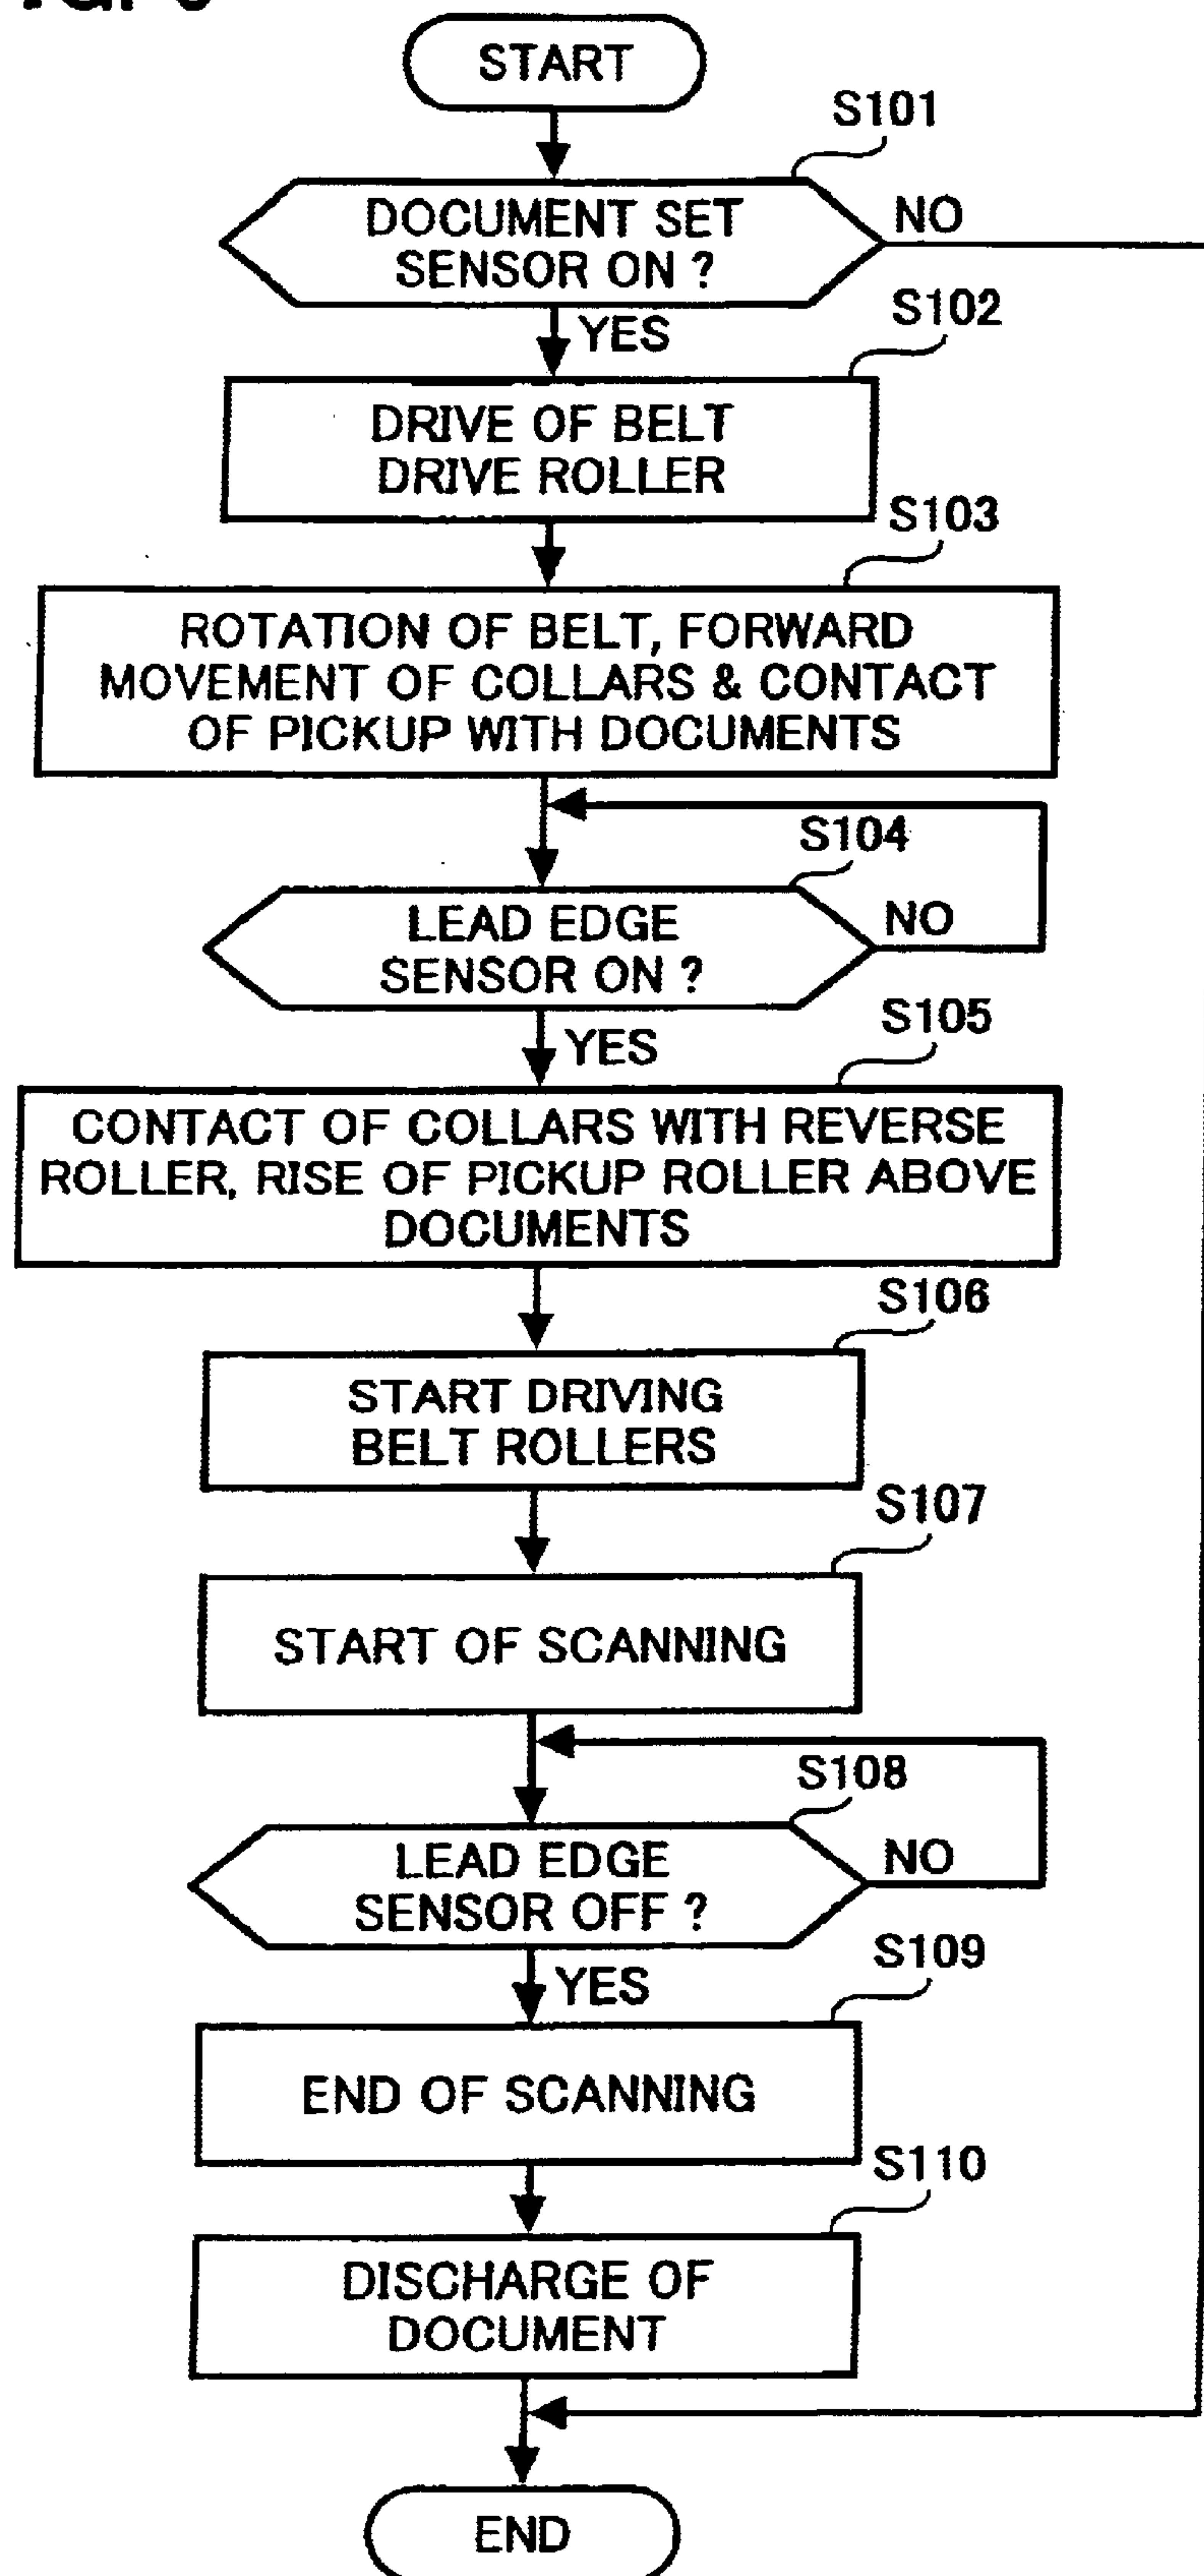 START
S101
DOCUMENT SET
SENSOR ON ?
NO
YES
S102
DRIVE OF BELT
DRIVE ROLLER
S103
ROTATION OF BELT, FORWARD
MOVEMENT OF COLLARS & CONTACT
OF PICKUP WITH DOCUMENTS
S104
LEAD EDGE
SENSOR ON ?
NO
YES
S105
CONTACT OF COLLARS WITH REVERSE
ROLLER, RISE OF PICKUP ROLLER ABOVE
DOCUMENTS
S106
START DRIVING
BELT ROLLERS
S107
START OF SCANNING
S108
LEAD EDGE
SENSOR OFF ?
NO
YES
S109
END OF SCANNING
S110
DISCHARGE OF
DOCUMENT
END